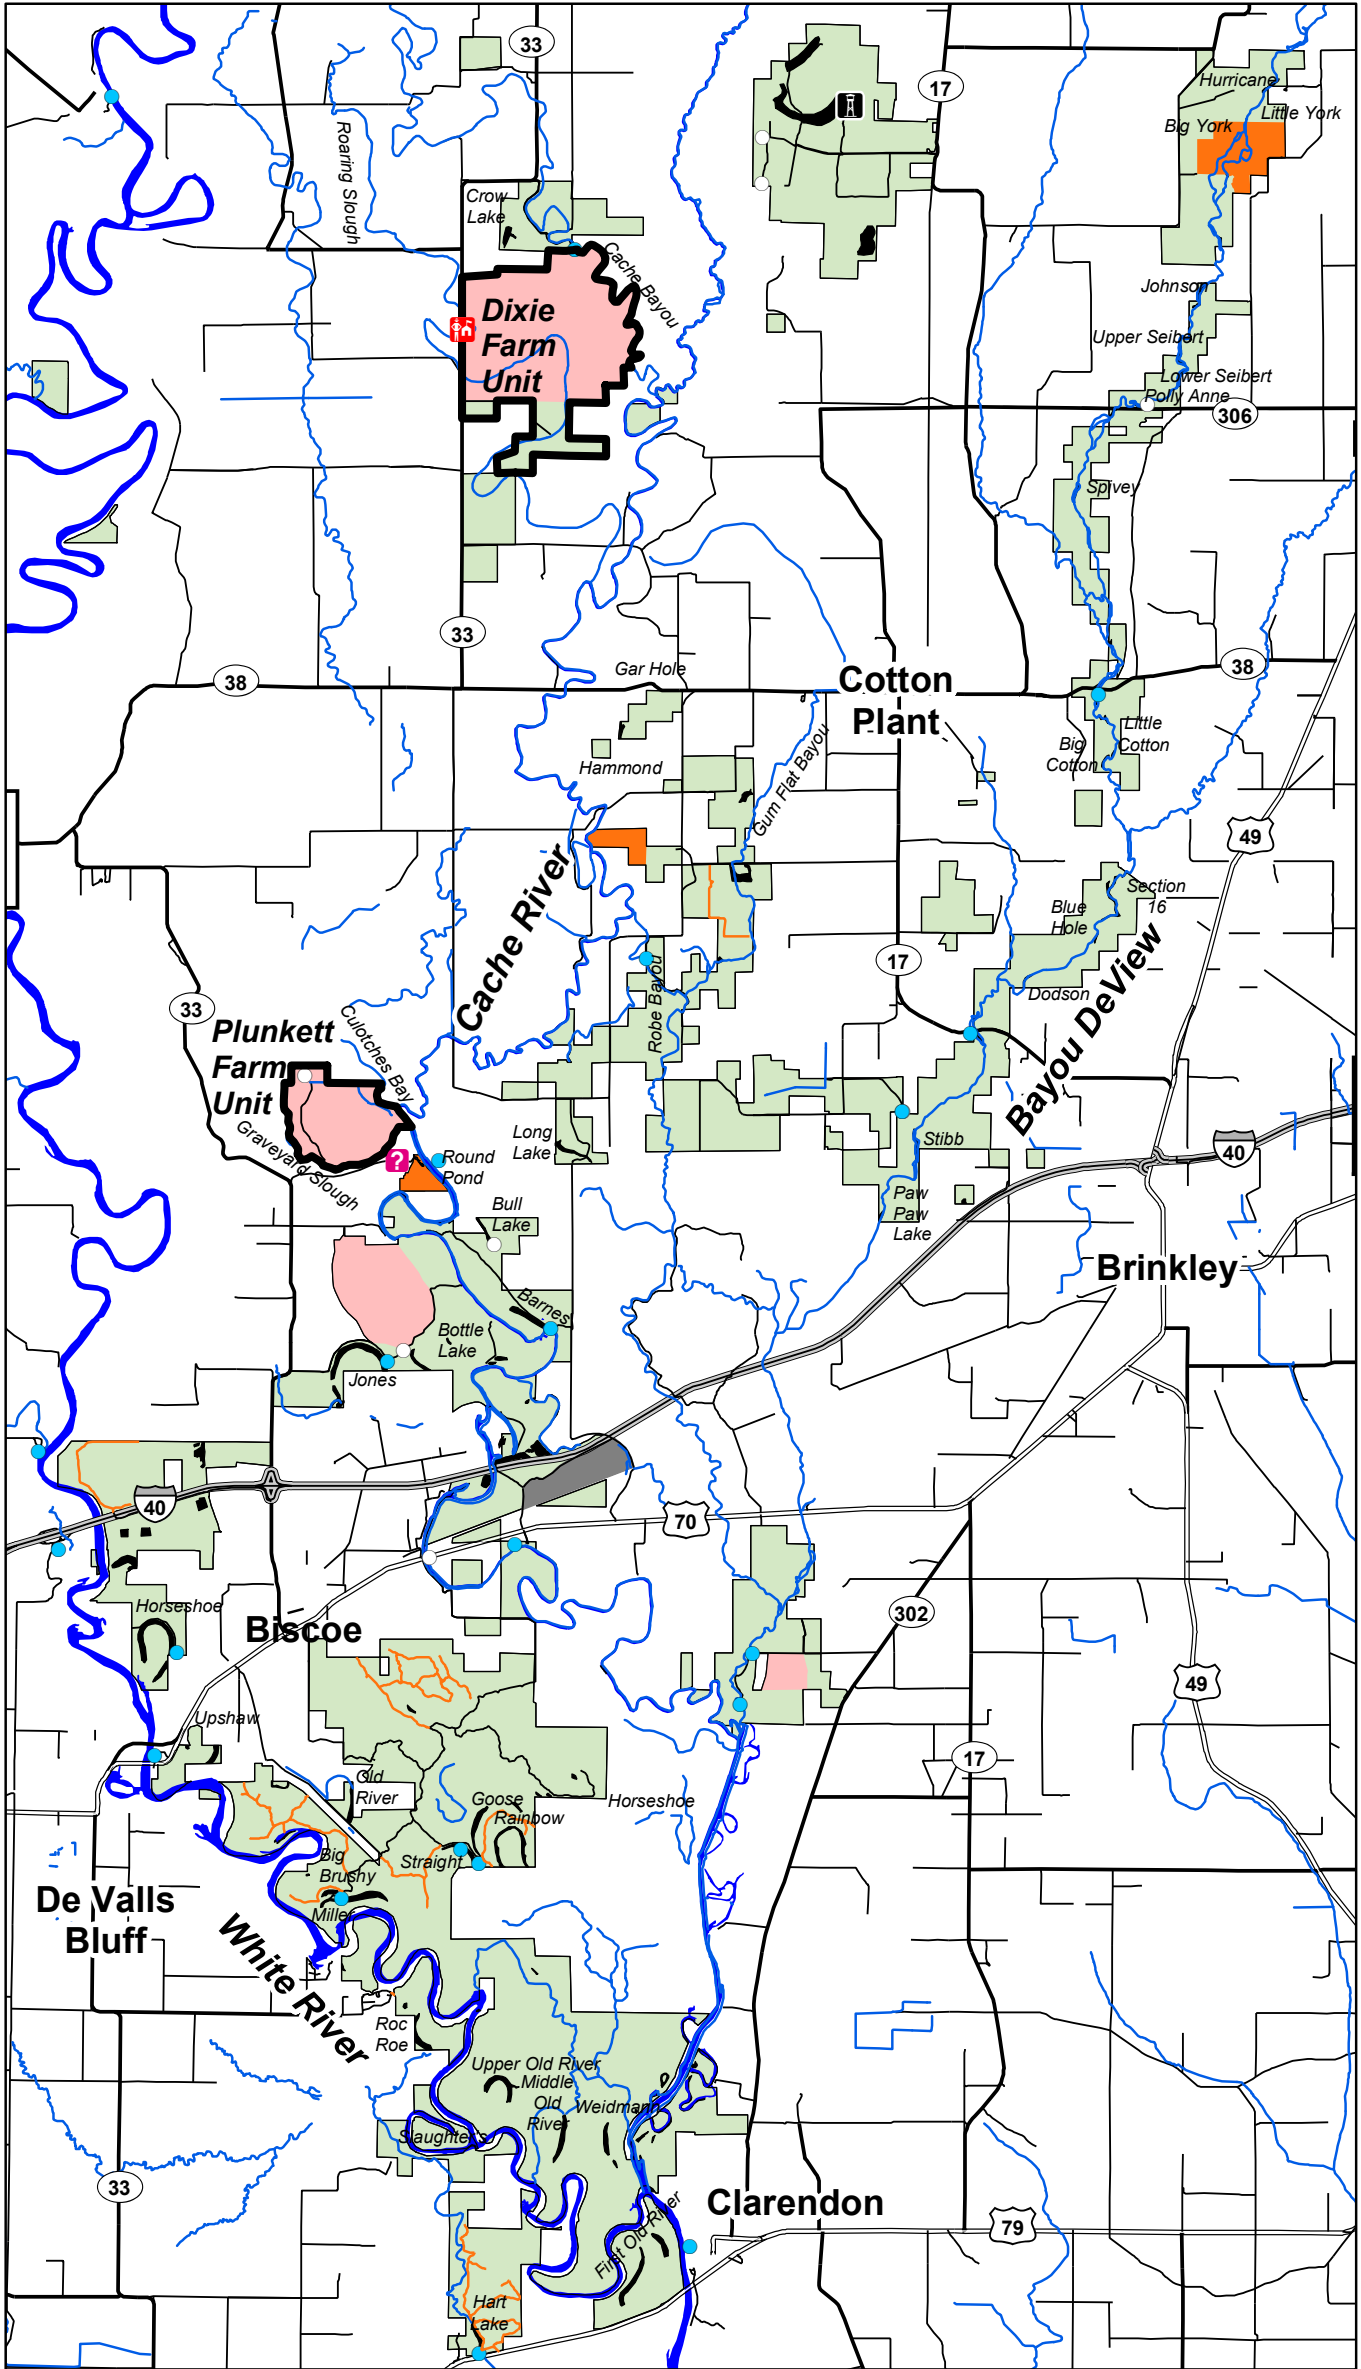 33
17
Hurricane
Little York
Big York
Roaring Slough
Crow
Lake
Cache Bayou
Dixie
Farm
Unit
Johnson
Upper Seibert
Lower Seibert
Polly Anne
306
Spivey
33
38
Gar Hole
38
Cotton
Plant
Little
Cotton
Big
Cotton
Hammond
Gum Flat Bayou
49
Cache River
Section
16
Blue
Hole
17
Robe Bayou
Dodson
Bayou DeView
33
Plunkett
Farm
Unit
Culotches Bay
Graveyard Slough
?
Round
Pond
Long
Lake
Stibb
40
Bull
Lake
Paw
Paw
Lake
Brinkley
Barnes
Bottle
Lake
Jones
40
70
Horseshoe
Biscoe
302
49
Upshaw
17
Old
River
Goose
Rainbow
Horseshoe
Big
Brushy
Straight
Miller
De Valls
Bluff
White River
Roc
Roe
Upper Old River
Middle
Old
River
Weidmann
Slaughter's
33
Clarendon
79
First Old River
Hart
Lake